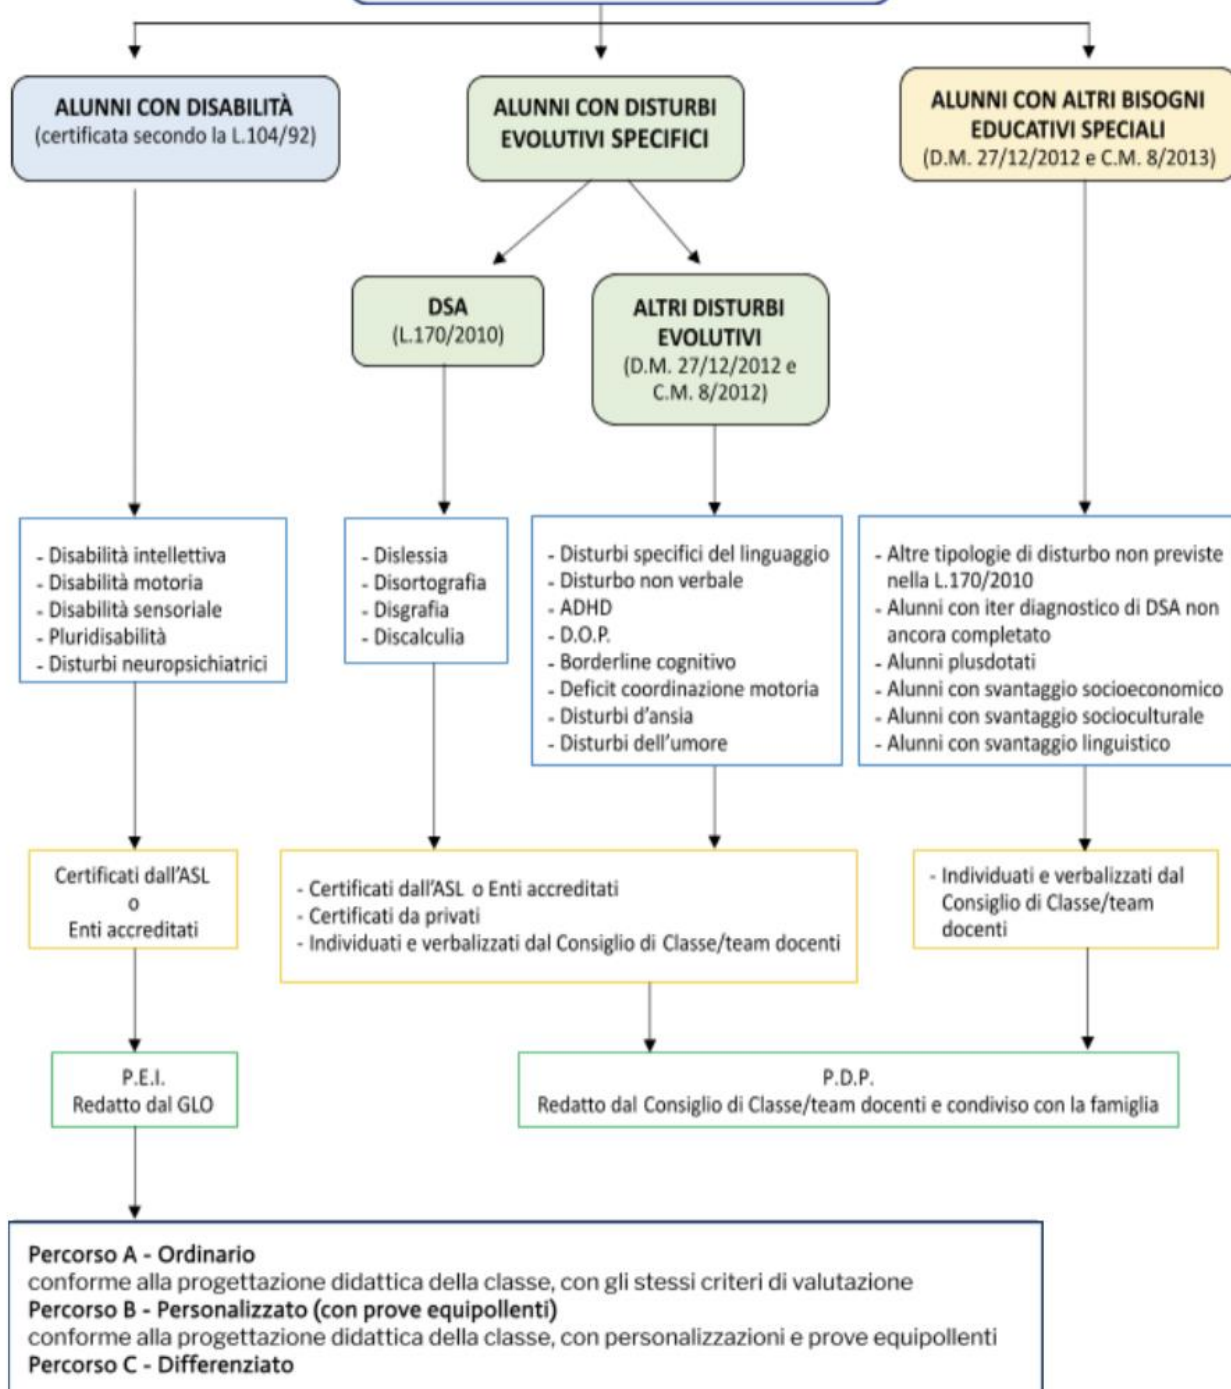 ALUNNI CON DISABILITÀ
(certificata secondo la L.104/92)
ALUNNI CON DISTURBI
EVOLUTIVI SPECIFICI
ALUNNI CON ALTRI BISOGNI
EDUCATIVI SPECIALI
(D.M. 27/12/2012 e C.M. 8/2013)
DSA
(L.170/2010)
ALTRI DISTURBI
EVOLUTIVI
(D.M. 27/12/2012 e
C.M. 8/2012)
- Disabilità intellettiva
- Disabilità motoria
- Disabilità sensoriale
- Pluridisabilità
- Disturbi neuropsichiatrici
- Dislessia
- Disortografia
- Disgrafia
- Discalculia
- Disturbi specifici del linguaggio
- Disturbo non verbale
- ADHD
- D.O.P.
- Borderline cognitivo
- Deficit coordinazione motoria
- Disturbi d'ansia
- Disturbi dell'umore
- Altre tipologie di disturbo non previste
nella L.170/2010
- Alunni con iter diagnostico di DSA non
ancora completato
- Alunni plusdotati
- Alunni con svantaggio socioeconomico
- Alunni con svantaggio socioculturale
- Alunni con svantaggio linguistico
Certificati dall'ASL
o
Enti accreditati
- Certificati dall'ASL o Enti accreditati
- Certificati da privati
- Individuati e verbalizzati dal Consiglio di Classe/team docenti
- Individuati e verbalizzati dal
Consiglio di Classe/team
docenti
P.E.I.
Redatto dal GLO
P.D.P.
Redatto dal Consiglio di Classe/team docenti e condiviso con la famiglia
Percorso A - Ordinario
conforme alla progettazione didattica della classe, con gli stessi criteri di valutazione
Percorso B - Personalizzato (con prove equipollenti)
conforme alla progettazione didattica della classe, con personalizzazioni e prove equipollenti
Percorso C - Differenziato